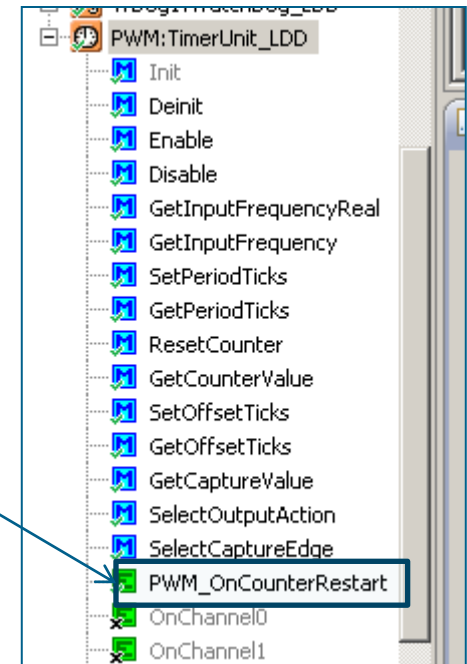 PWM:TimerUnit_LDD
Init
Deinit
Enable
Disable
GetInputFrequencyReal
GetInputFrequency
SetPeriodTicks
GetPeriodTicks
ResetCounter
GetCounterValue
SetOffsetTicks
GetOffsetTicks
GetCaptureValue
SelectOutputAction
SelectCaptureEdge
PWM_OnCounterRestart
OnChannel0
OnChannel1